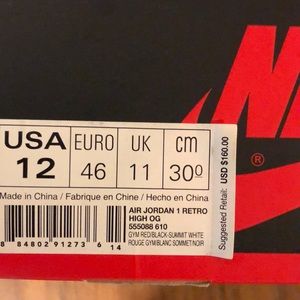 USA EURO UK cm
12 46 11 30⁰
Made in China / Fabrique en Chine / Hecho en China
AIR JORDAN 1 RETRO
HIGH OG
555088 610
GYM RED/BLACK-SUMMIT WHITE
ROUGE GYM/BLANC SOMMET/NOIR
8 84802 91273 6 14
Suggested Retail: USD $160.00
®